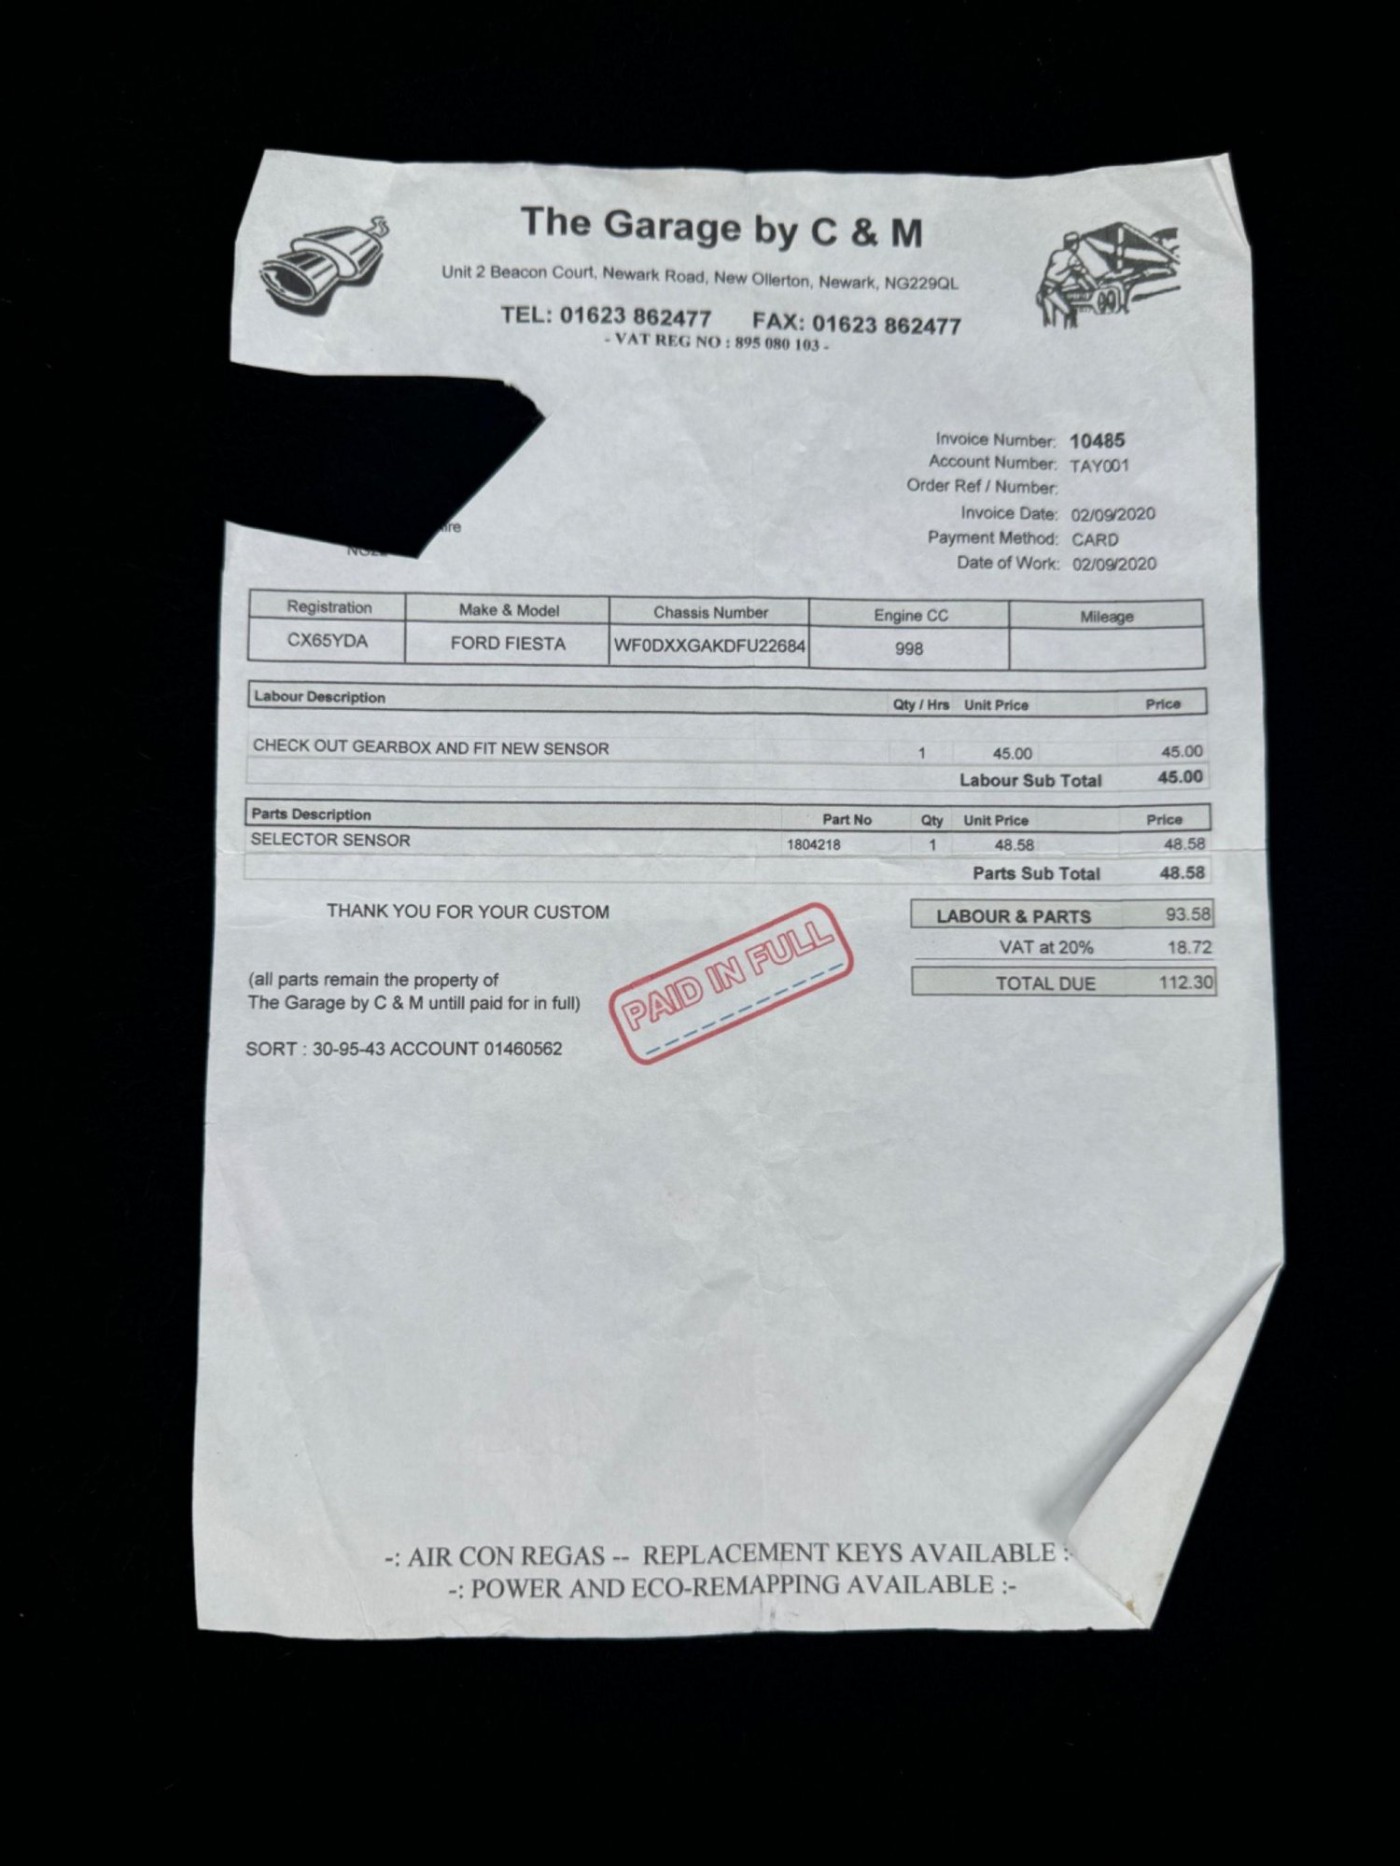 The Garage by C & M
Unit 2 Beacon Court, Newark Road, New Ollerton, Newark, NG229QL
TEL: 01623 862477 FAX: 01623 862477
- VAT REG NO : 895 080 103 -
Invoice Number: 10485
Account Number: TAY001
Order Ref / Number:
Invoice Date: 02/09/2020
Payment Method: CARD
Date of Work: 02/09/2020
Registration Make & Model Chassis Number Engine CC Mileage
CX65YDA FORD FIESTA WF0DXXGAKDFU22684 998
Labour Description Qty / Hrs Unit Price Price
CHECK OUT GEARBOX AND FIT NEW SENSOR 1 45.00 45.00
Labour Sub Total 45.00
Parts Description Part No Qty Unit Price Price
SELECTOR SENSOR 1804218 1 48.58 48.58
Parts Sub Total 48.58
THANK YOU FOR YOUR CUSTOM
LABOUR & PARTS 93.58
VAT at 20% 18.72
TOTAL DUE 112.30
PAID IN FULL
(all parts remain the property of
The Garage by C & M untill paid for in full)
SORT : 30-95-43 ACCOUNT 01460562
-: AIR CON REGAS -- REPLACEMENT KEYS AVAILABLE :
-: POWER AND ECO-REMAPPING AVAILABLE :-